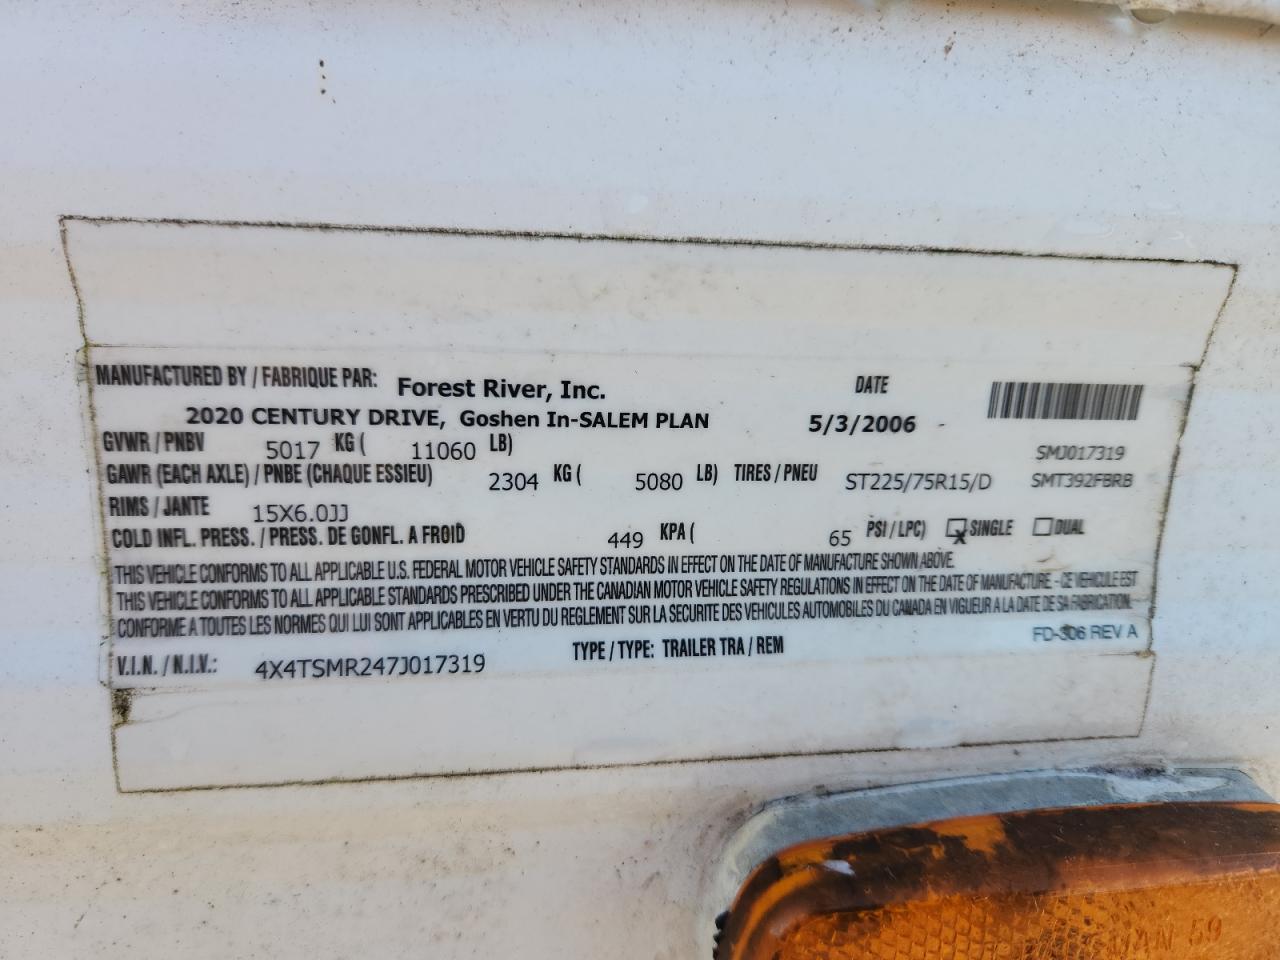 MANUFACTURED BY / FABRIQUE PAR: Forest River, Inc. DATE
2020 CENTURY DRIVE, Goshen In-SALEM PLAN 5/3/2006 -
GVWR / PNBV 5017 KG ( 11060 LB) SMJ017319
GAWR (EACH AXLE) / PNBE (CHAQUE ESSIEU) 2304 KG ( 5080 LB) TIRES / PNEU ST225/75R15/D SMT392FBRB
RIMS / JANTE 15X6.0JJ
COLD INFL. PRESS. / PRESS. DE GONFL. A FROID 449 KPA ( 65 PSI / LPC) SINGLE DUAL
THIS VEHICLE CONFORMS TO ALL APPLICABLE U.S. FEDERAL MOTOR VEHICLE SAFETY STANDARDS IN EFFECT ON THE DATE OF MANUFACTURE SHOWN ABOVE.
THIS VEHICLE CONFORMS TO ALL APPLICABLE STANDARDS PRESCRIBED UNDER THE CANADIAN MOTOR VEHICLE SAFETY REGULATIONS IN EFFECT ON THE DATE OF MANUFACTURE. - CE VEHICULE EST
CONFORME A TOUTES LES NORMES QUI LUI SONT APPLICABLES EN VERTU DU REGLEMENT SUR LA SECURITE DES VEHICULES AUTOMOBILES DU CANADA EN VIGUEUR A LA DATE DE SA FABRICATION.
V.I.N. / N.I.V.: 4X4TSMR247J017319 TYPE / TYPE: TRAILER TRA / REM FD-306 REV A
59